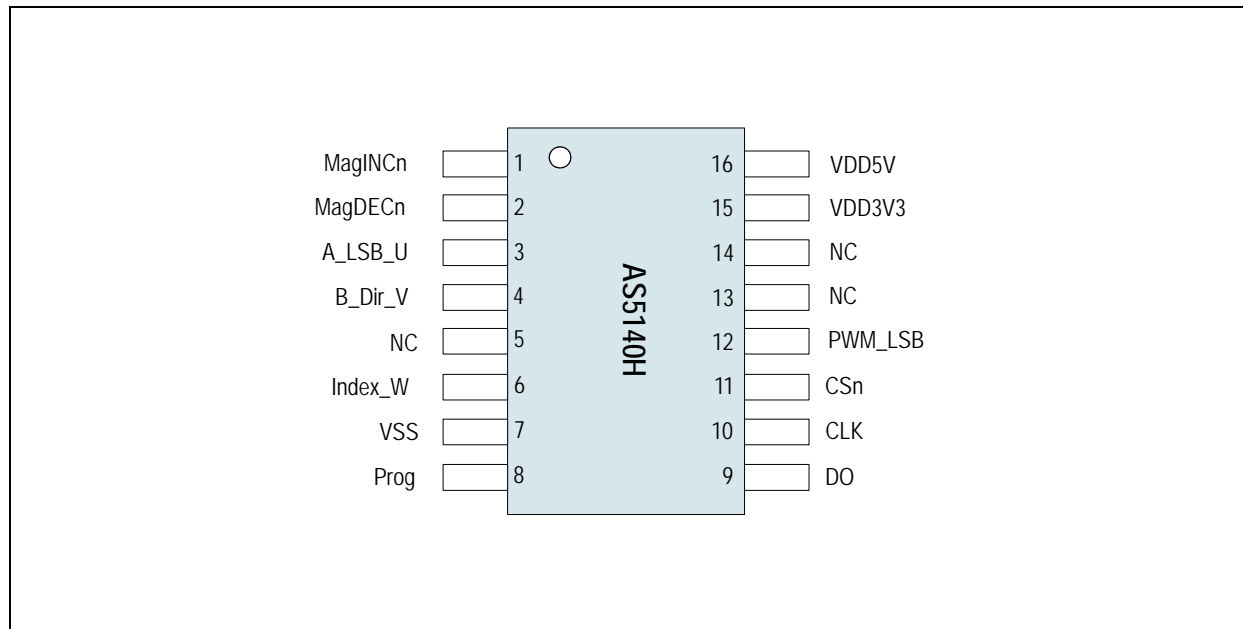 MagINCn 1 16 VDD5V
MagDECn 2 15 VDD3V3
A_LSB_U 3 14 NC
B_Dir_V 4 13 NC
NC 5 12 PWM_LSB
Index_W 6 11 CSn
VSS 7 10 CLK
Prog 8 9 DO
AS5140H